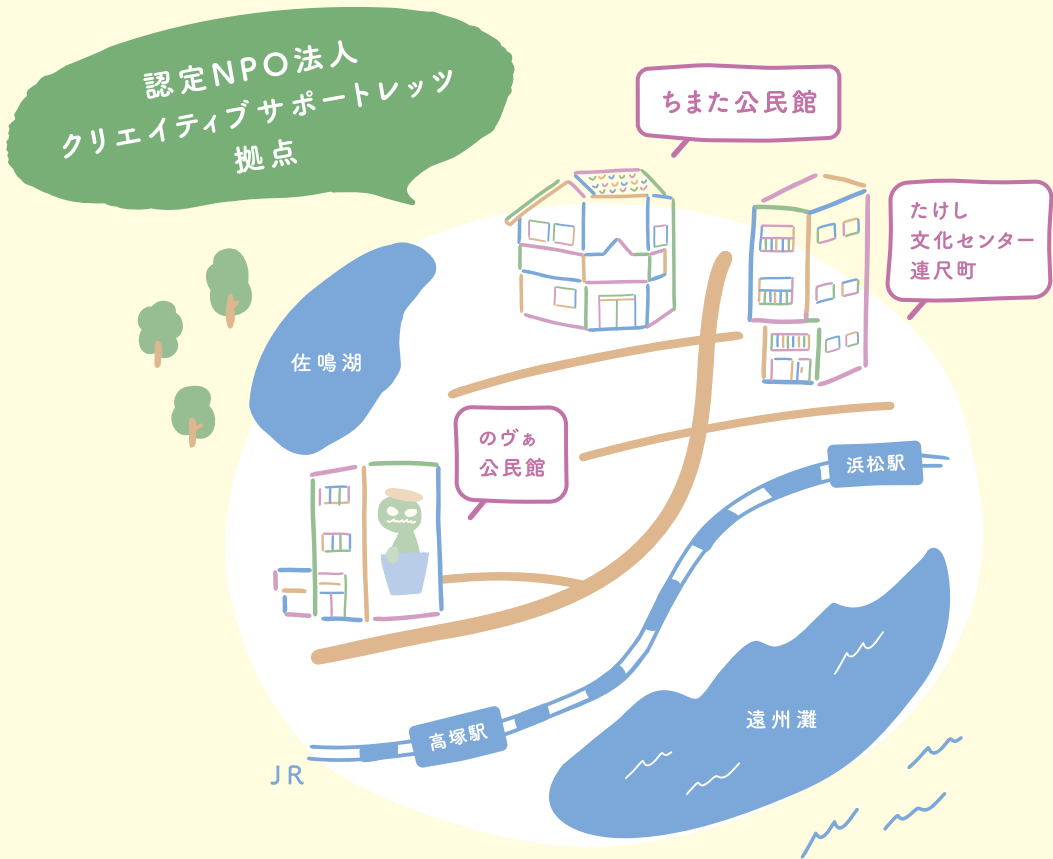 認定NPO法人
クリエイティブサポートレッツ
拠点
ちまた公民館
たけし
文化センター
連尺町
佐鳴湖
のヴぁ
公民館
浜松駅
遠州灘
高塚駅
JR